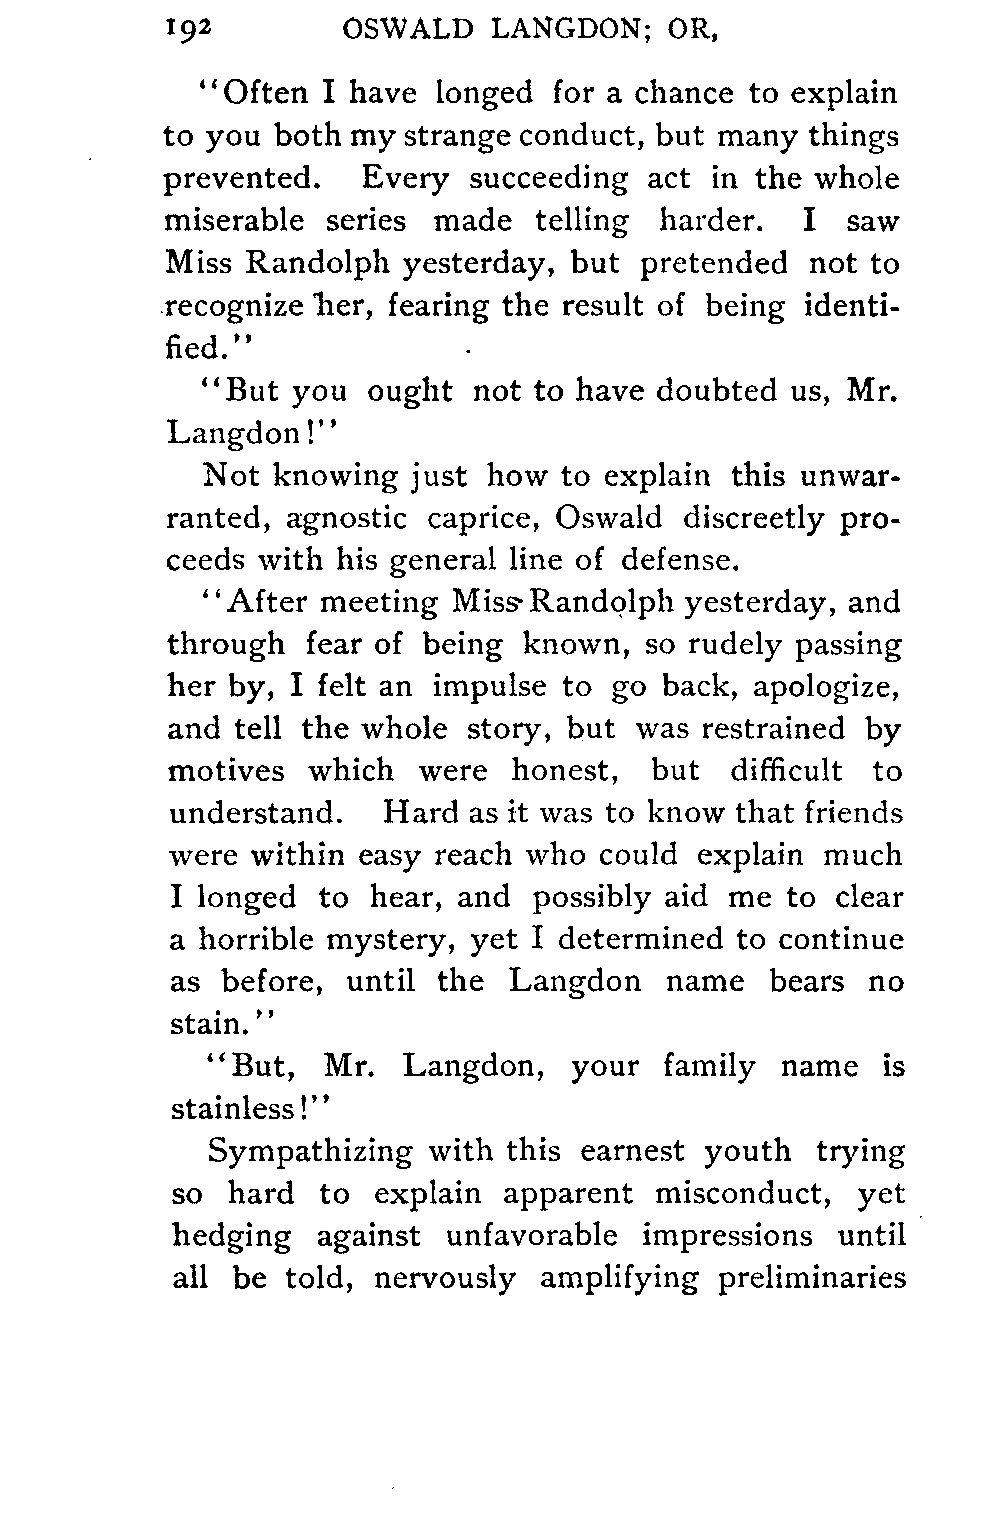 192 OSWALD LANGDON; OR,
"Often I have longed for a chance to explain
to you both my strange conduct, but many things
prevented. Every succeeding act in the whole
miserable series made telling harder. I saw
Miss Randolph yesterday, but pretended not to
recognize her, fearing the result of being identi-
fied."
"But you ought not to have doubted us, Mr.
Langdon!"
Not knowing just how to explain this unwar-
ranted, agnostic caprice, Oswald discreetly pro-
ceeds with his general line of defense.
"After meeting Miss Randolph yesterday, and
through fear of being known, so rudely passing
her by, I felt an impulse to go back, apologize,
and tell the whole story, but was restrained by
motives which were honest, but difficult to
understand. Hard as it was to know that friends
were within easy reach who could explain much
I longed to hear, and possibly aid me to clear
a horrible mystery, yet I determined to continue
as before, until the Langdon name bears no
stain."
"But, Mr. Langdon, your family name is
stainless!"
Sympathizing with this earnest youth trying
so hard to explain apparent misconduct, yet
hedging against unfavorable impressions until
all be told, nervously amplifying preliminaries